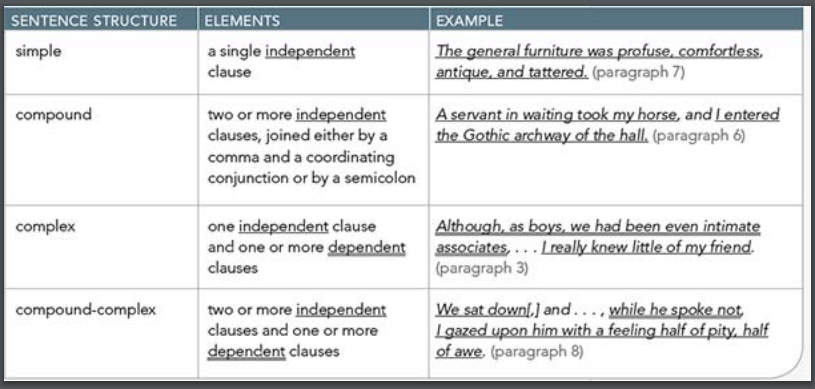 SENTENCE STRUCTURE ELEMENTS EXAMPLE
simple
a single independent
clause
The general furniture was profuse, comfortless,
antique, and tattered. (paragraph 7)
compound
two or more independent
clauses, joined either by a
comma and a coordinating
conjunction or by a semicolon
A servant in waiting took my horse, and I entered
the Gothic archway of the hall. (paragraph 6)
complex
one independent clause
and one or more dependent
clauses
Although, as boys, we had been even intimate
associates, . . . I really knew little of my friend.
(paragraph 3)
compound-complex
two or more independent
clauses and one or more
dependent clauses
We sat down[,] and . . . , while he spoke not,
I gazed upon him with a feeling half of pity, half
of awe. (paragraph 8)